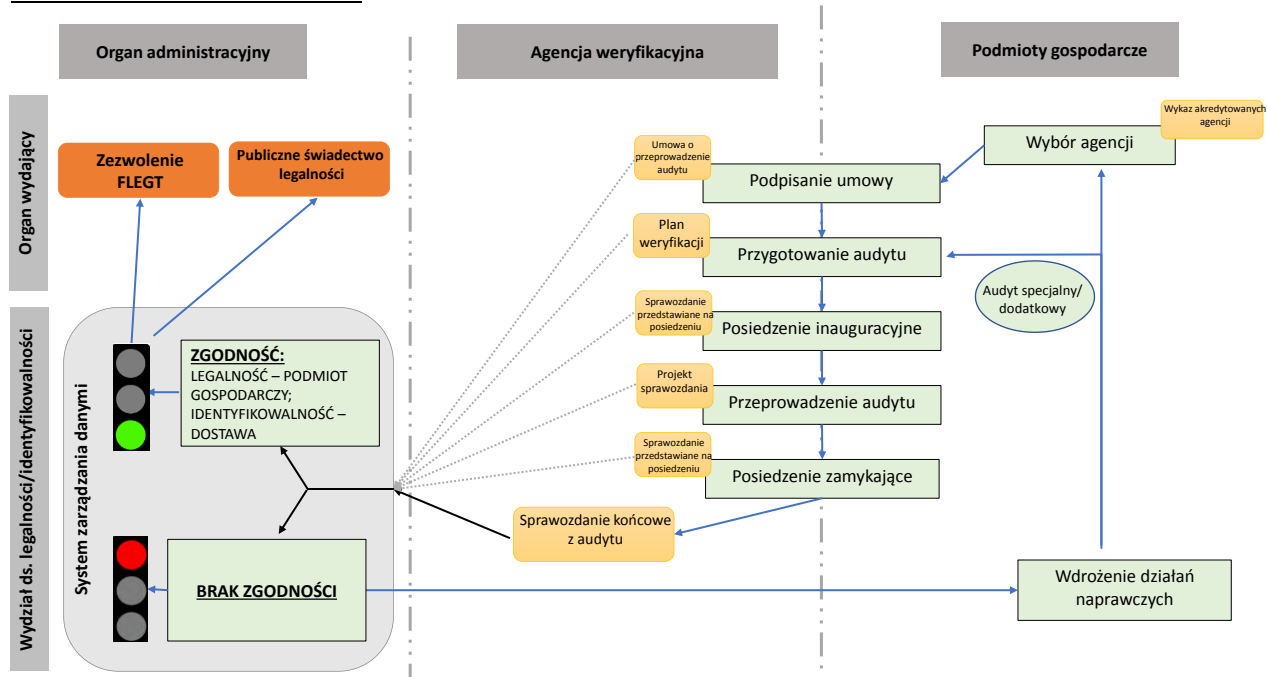 Organ administracyjny
Agencja weryfikacyjna
Podmioty gospodarcze
Organ wydający
Zezwolenie
FLEGT
Publiczne świadectwo
legalności
Umowa o
przeprowadzenie
audytu
Podpisanie umowy
Wybór agencji
Wykaz akredytowanych
agencji
Plan
weryfikacji
Przygotowanie audytu
Audyt specjalny/
dodatkowy
Wydział ds. legalności/identyfikowalności
System zarządzania danymi
ZGODNOŚĆ:
LEGALNOŚĆ – PODMIOT
GOSPODARCZY;
IDENTYFIKOWALNOŚĆ –
DOSTAWA
Sprawozdanie
przedstawiane na
posiedzeniu
Posiedzenie inauguracyjne
Projekt
sprawozdania
Przeprowadzenie audytu
Sprawozdanie
przedstawiane na
posiedzeniu
Posiedzenie zamykające
Sprawozdanie końcowe
z audytu
BRAK ZGODNOŚCI
Wdrożenie działań
naprawczych